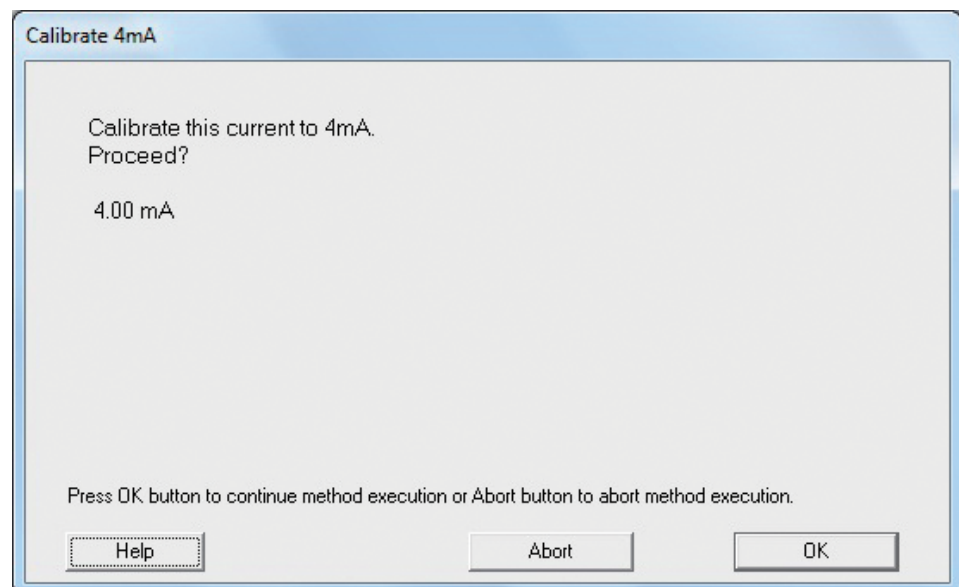 Calibrate 4mA
Calibrate this current to 4mA.
Proceed?
4.00 mA
Press OK button to continue method execution or Abort button to abort method execution.
Help
Abort
OK